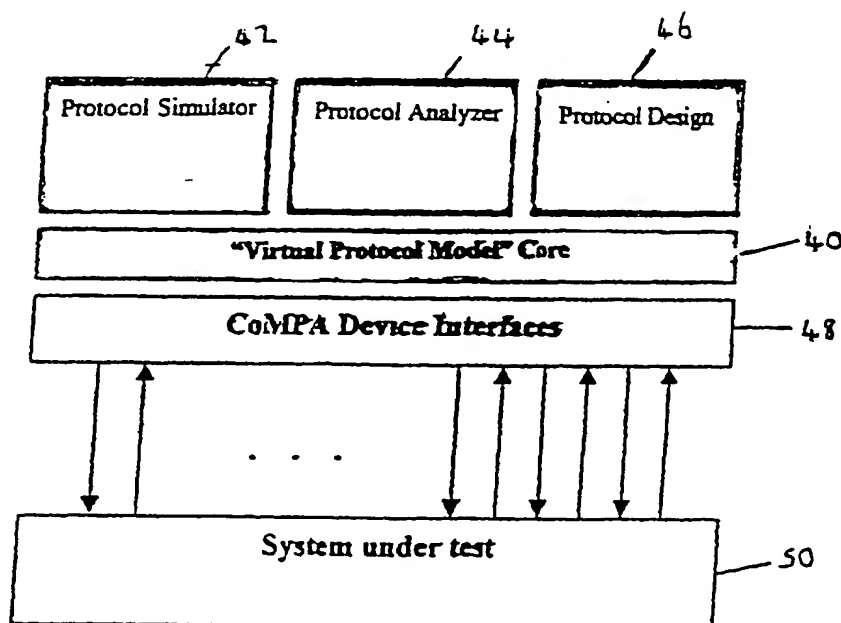 42
44
46
Protocol Simulator
Protocol Analyzer
Protocol Design
"Virtual Protocol Model" Core
40
CoMPA Device Interfaces
48
. . .
System under test
50